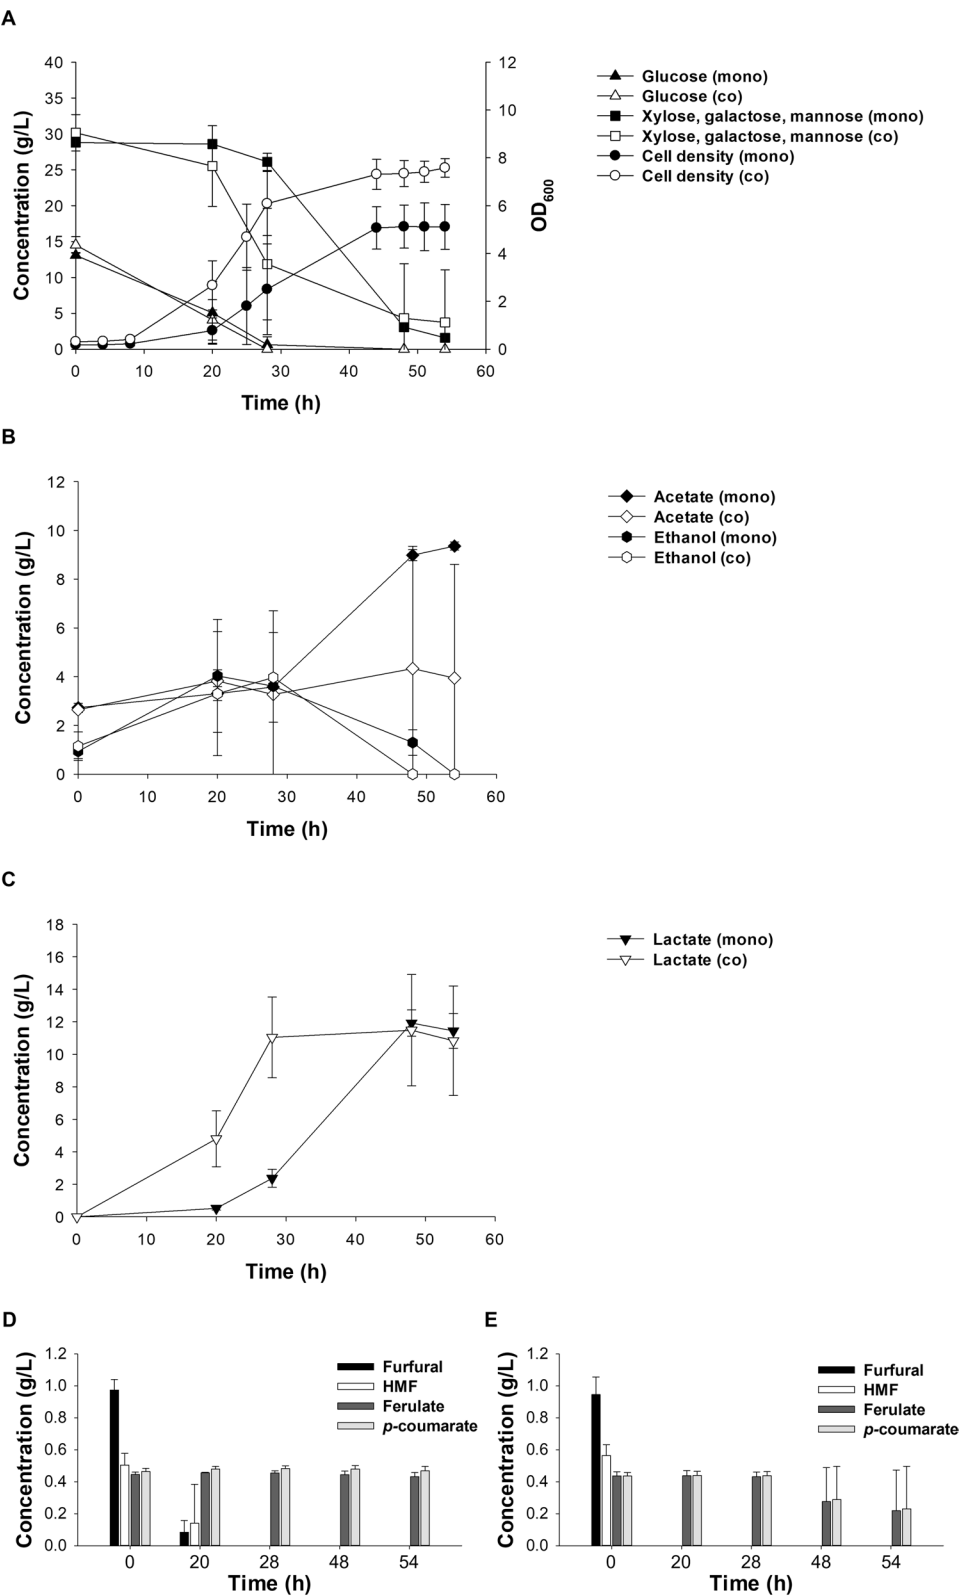 A
40
35
30
25
20
15
10
5
0
Concentration (g/L)
12
10
8
6
4
2
0
OD600
0 10 20 30 40 50 60
Time (h)
Glucose (mono)
Glucose (co)
Xylose, galactose, mannose (mono)
Xylose, galactose, mannose (co)
Cell density (mono)
Cell density (co)
B
12
10
8
6
4
2
0
Concentration (g/L)
0 10 20 30 40 50 60
Time (h)
Acetate (mono)
Acetate (co)
Ethanol (mono)
Ethanol (co)
C
18
16
14
12
10
8
6
4
2
0
Concentration (g/L)
0 10 20 30 40 50 60
Time (h)
Lactate (mono)
Lactate (co)
D
1.2
1.0
0.8
0.6
0.4
0.2
0.0
Concentration (g/L)
0 20 28 48 54
Time (h)
Furfural
HMF
Ferulate
p-coumarate
E
1.2
1.0
0.8
0.6
0.4
0.2
0.0
Concentration (g/L)
0 20 28 48 54
Time (h)
Furfural
HMF
Ferulate
p-coumarate